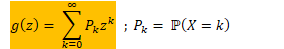 g(z) = ∑_{k=0}^{∞} P_k z^k ; P_k = ℙ(X = k)